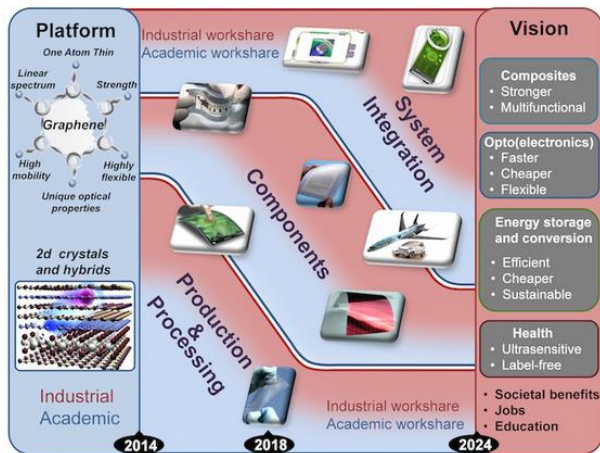 Platform
One Atom Thin
Linear
spectrum
Strength
Graphene
High
mobility
Highly
flexible
Unique optical
properties
2d crystals
and hybrids
Industrial
Academic
Industrial workshare
Academic workshare
System
Integration
Components
Production
&
Processing
Industrial workshare
Academic workshare
2014
2018
2024
Vision
Composites
• Stronger
• Multifunctional
Opto(electronics)
• Faster
• Cheaper
• Flexible
Energy storage
and conversion
• Efficient
• Cheaper
• Sustainable
Health
• Ultrasensitive
• Label-free
• Societal benefits
• Jobs
• Education